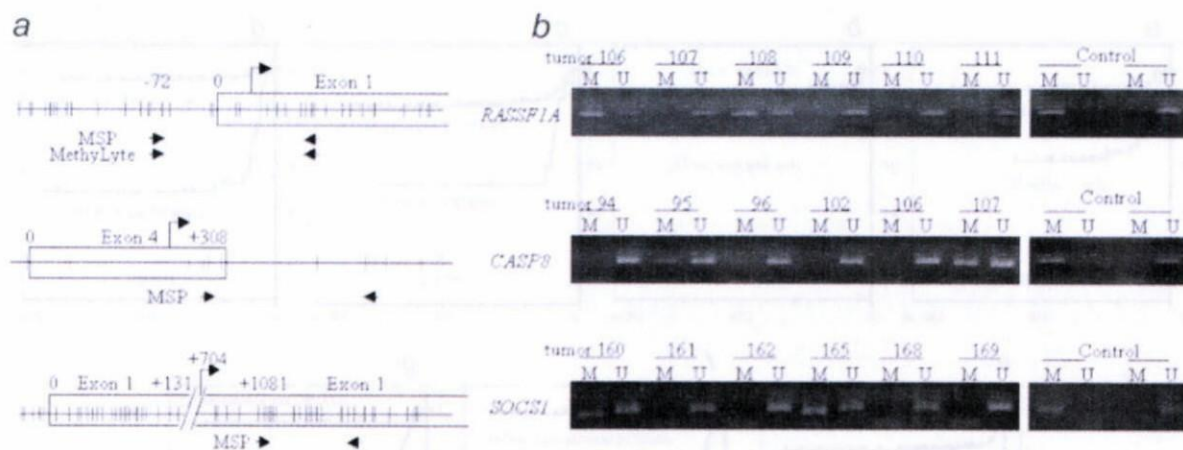 a
-72 0 Exon 1
MSP
MethyLyte
0 Exon 4 +308
MSP
+704
0 Exon 1 +131 +1081 Exon 1
MSP
b
tumor 106 107 108 109 110 111 Control
M U M U M U M U M U M U M U M U
RASSF1A
tumor 94 95 96 102 106 107 Control
M U M U M U M U M U M U M U M U
CASP8
tumor 160 161 162 165 168 169 Control
M U M U M U M U M U M U M U M U
SOCS1